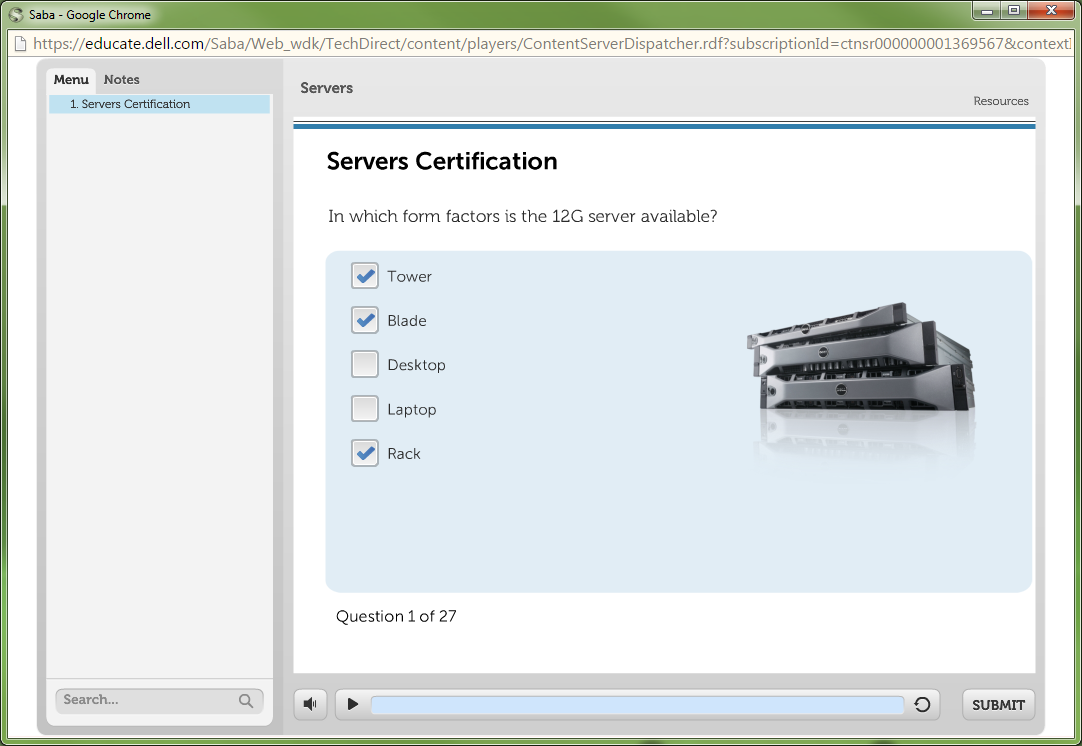 Saba - Google Chrome
https://educate.dell.com/Saba/Web_wdk/TechDirect/content/players/ContentServerDispatcher.rdf?subscriptionId=ctnsr000000001369567&context
Menu Notes
1. Servers Certification
Servers
Resources
Servers Certification
In which form factors is the 12G server available?
Tower
Blade
Desktop
Laptop
Rack
Question 1 of 27
Search...
SUBMIT